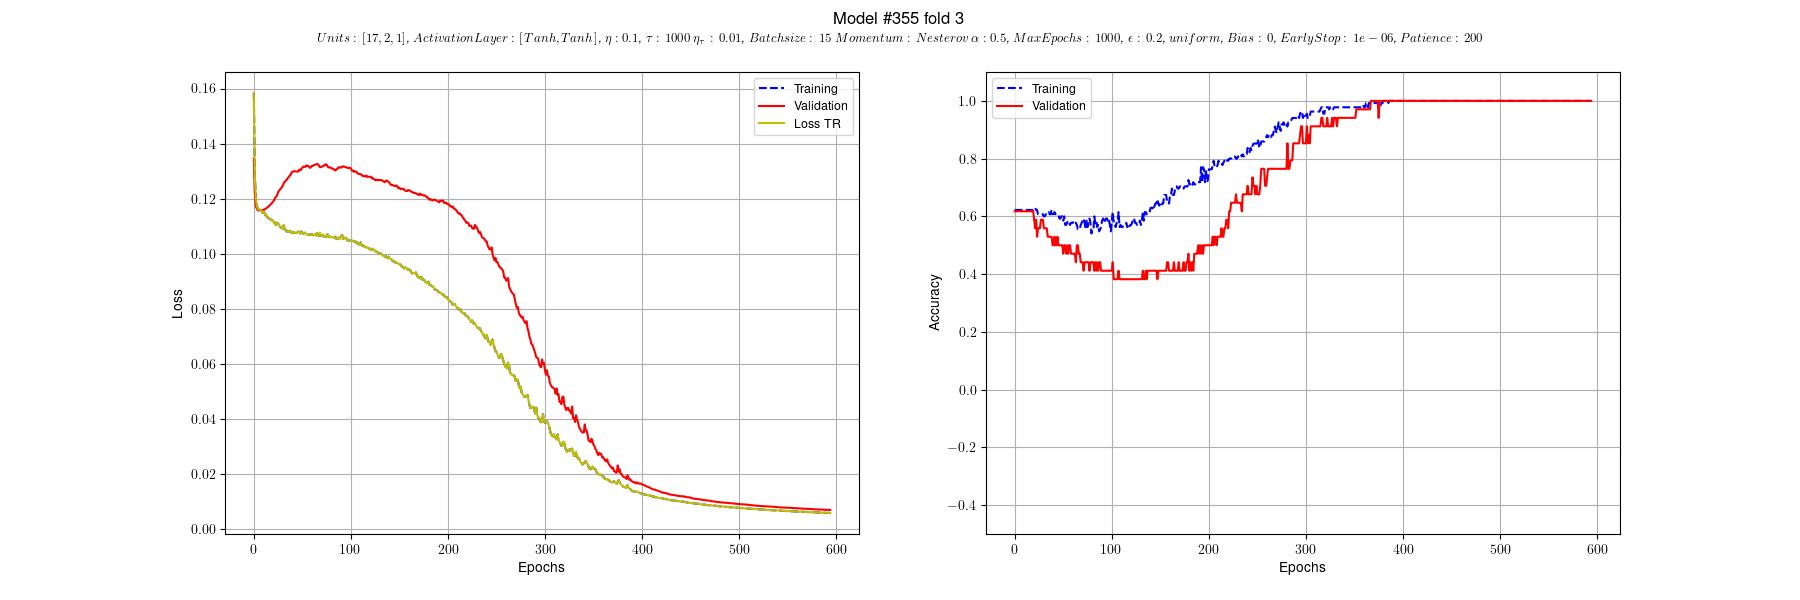 Model #355 fold 3
Units : [17, 2, 1], ActivationLayer : [Tanh, Tanh], η : 0.1, τ : 1000 ητ : 0.01, Batchsize : 15 Momentum : Nesterov α : 0.5, MaxEpochs : 1000, ϵ : 0.2, uniform, Bias : 0, EarlyStop : 1e − 06, Patience : 200
Training
Validation
Loss TR
0.16
0.14
0.12
0.10
0.08
0.06
0.04
0.02
0.00
Loss
0 100 200 300 400 500 600
Epochs
Training
Validation
1.0
0.8
0.6
0.4
0.2
0.0
−0.2
−0.4
Accuracy
0 100 200 300 400 500 600
Epochs